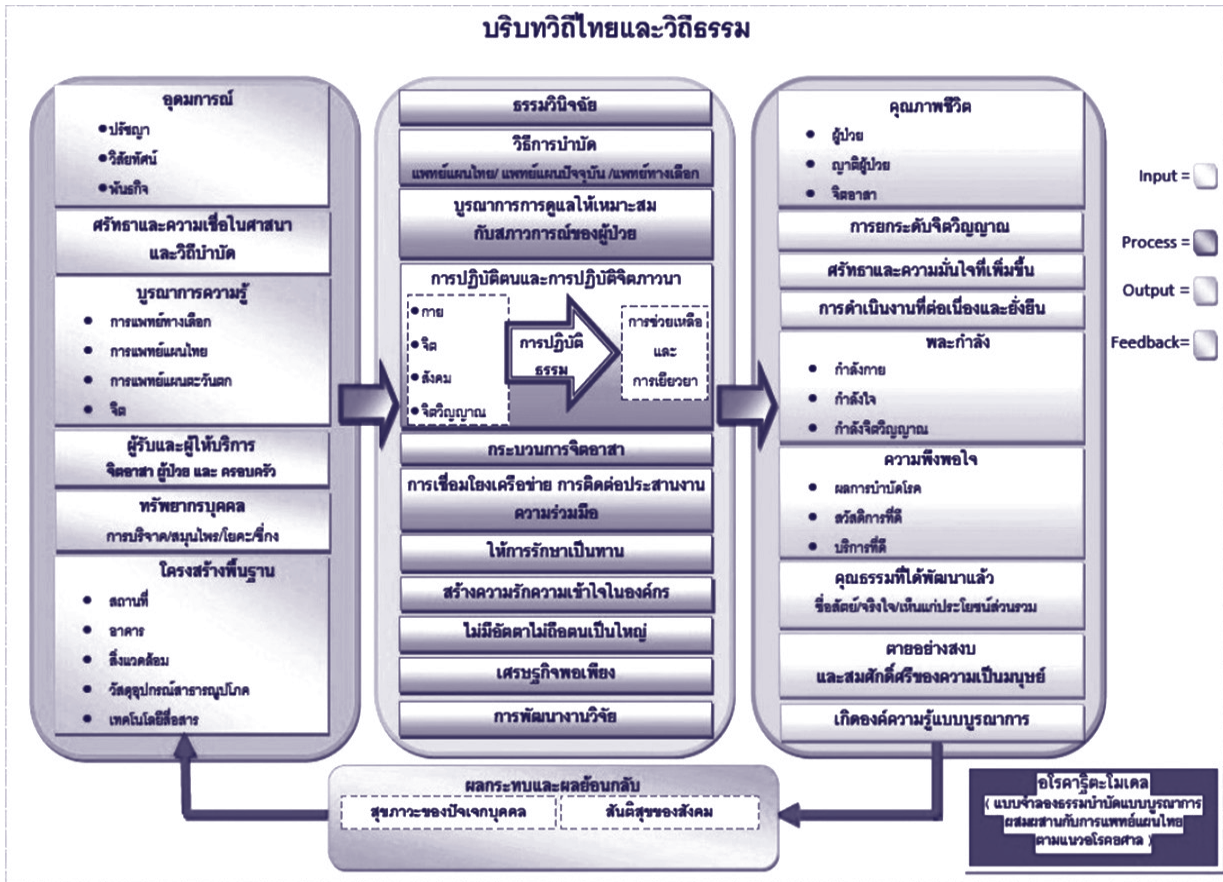 บริบทวิถีไทยและวิถีธรรม
อุดมการณ์
●ปรัชญา
●วิสัยทัศน์
●พันธกิจ
ศรัทธาและความเชื่อในศาสนา
และวิถีบำบัด
บูรณาการความรู้
● การแพทย์ทางเลือก
● การแพทย์แผนไทย
● การแพทย์แผนตะวันตก
● จิต
ผู้รับและผู้ให้บริการ
จิตอาสา ผู้ป่วย และ ครอบครัว
ทรัพยากรบุคคล
การบริจาค/สมุนไพร/โยคะ/ชี่กง
โครงสร้างพื้นฐาน
● สถานที่
● อาคาร
● สิ่งแวดล้อม
● วัสดุอุปกรณ์สาธารณูปโภค
● เทคโนโลยีสื่อสาร
ธรรมวินิจฉัย
วิธีการบำบัด
แพทย์แผนไทย/ แพทย์แผนปัจจุบัน /แพทย์ทางเลือก
บูรณาการการดูแลให้เหมาะสม
กับสภาวการณ์ของผู้ป่วย
การปฏิบัติตนและการปฏิบัติจิตภาวนา
● กาย
● จิต
● สังคม
● จิตวิญญาณ
การปฏิบัติ
ธรรม
การช่วยเหลือ
และ
การเยียวยา
กระบวนการจิตอาสา
การเชื่อมโยงเครือข่าย การติดต่อประสานงาน
ความร่วมมือ
ให้การรักษาเป็นทาน
สร้างความรักความเข้าใจในองค์กร
ไม่มีอัตตาไม่ถือตนเป็นใหญ่
เศรษฐกิจพอเพียง
การพัฒนางานวิจัย
คุณภาพชีวิต
● ผู้ป่วย
● ญาติผู้ป่วย
● จิตอาสา
การยกระดับจิตวิญญาณ
ศรัทธาและความมั่นใจที่เพิ่มขึ้น
การดำเนินงานที่ต่อเนื่องและยั่งยืน
พละกำลัง
● กำลังกาย
● กำลังใจ
● กำลังจิตวิญญาณ
ความพึงพอใจ
● ผลการบำบัดโรค
● สวัสดิการที่ดี
● บริการที่ดี
คุณธรรมที่ได้พัฒนาแล้ว
ซื่อสัตย์/จริงใจ/เห็นแก่ประโยชน์ส่วนรวม
ตายอย่างสงบ
และสมศักดิ์ศรีของความเป็นมนุษย์
เกิดองค์ความรู้แบบบูรณาการ
Input =
Process =
Output =
Feedback=
ผลกระทบและผลย้อนกลับ
สุขภาวะของปัจเจกบุคคล
สันติสุขของสังคม
อโรคาริตะโมเดล
( แบบจำลองธรรมบำบัดแบบบูรณาการ
ผสมผสานกับการแพทย์แผนไทย
ตามแนวอโรคยศาล )